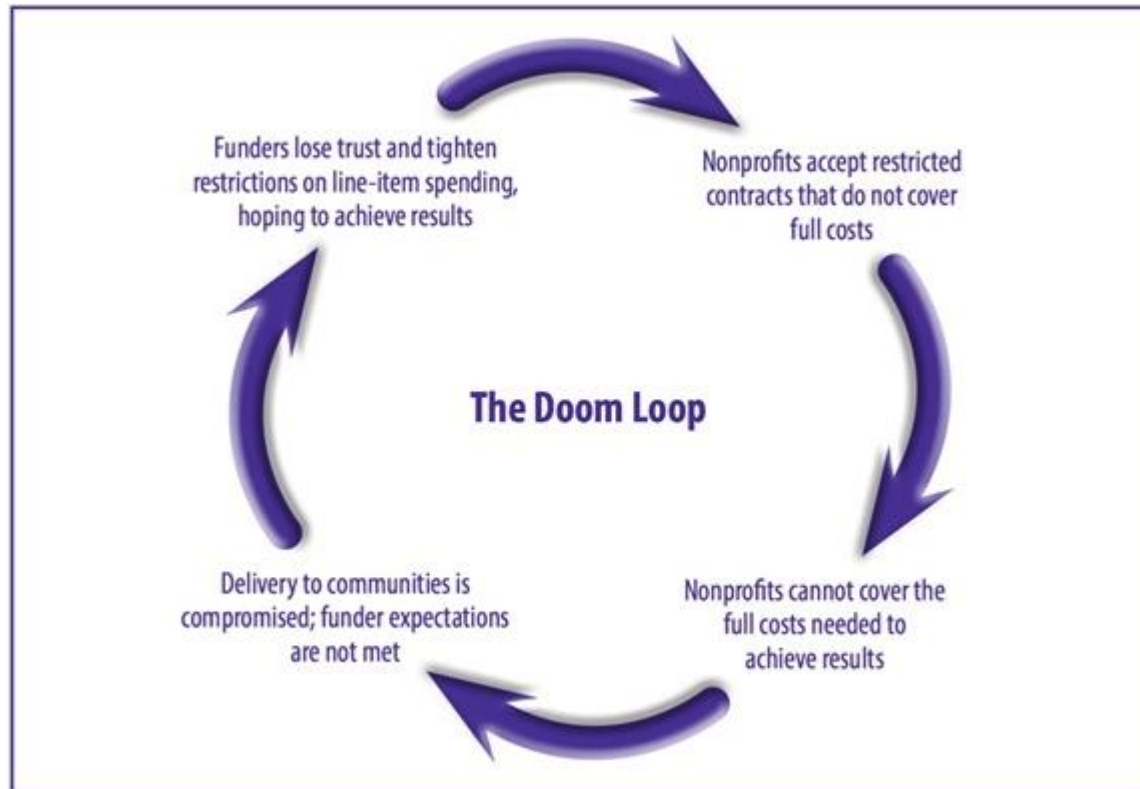 Funders lose trust and tighten
restrictions on line-item spending,
hoping to achieve results
Nonprofits accept restricted
contracts that do not cover
full costs
The Doom Loop
Delivery to communities is
compromised; funder expectations
are not met
Nonprofits cannot cover the
full costs needed to
achieve results